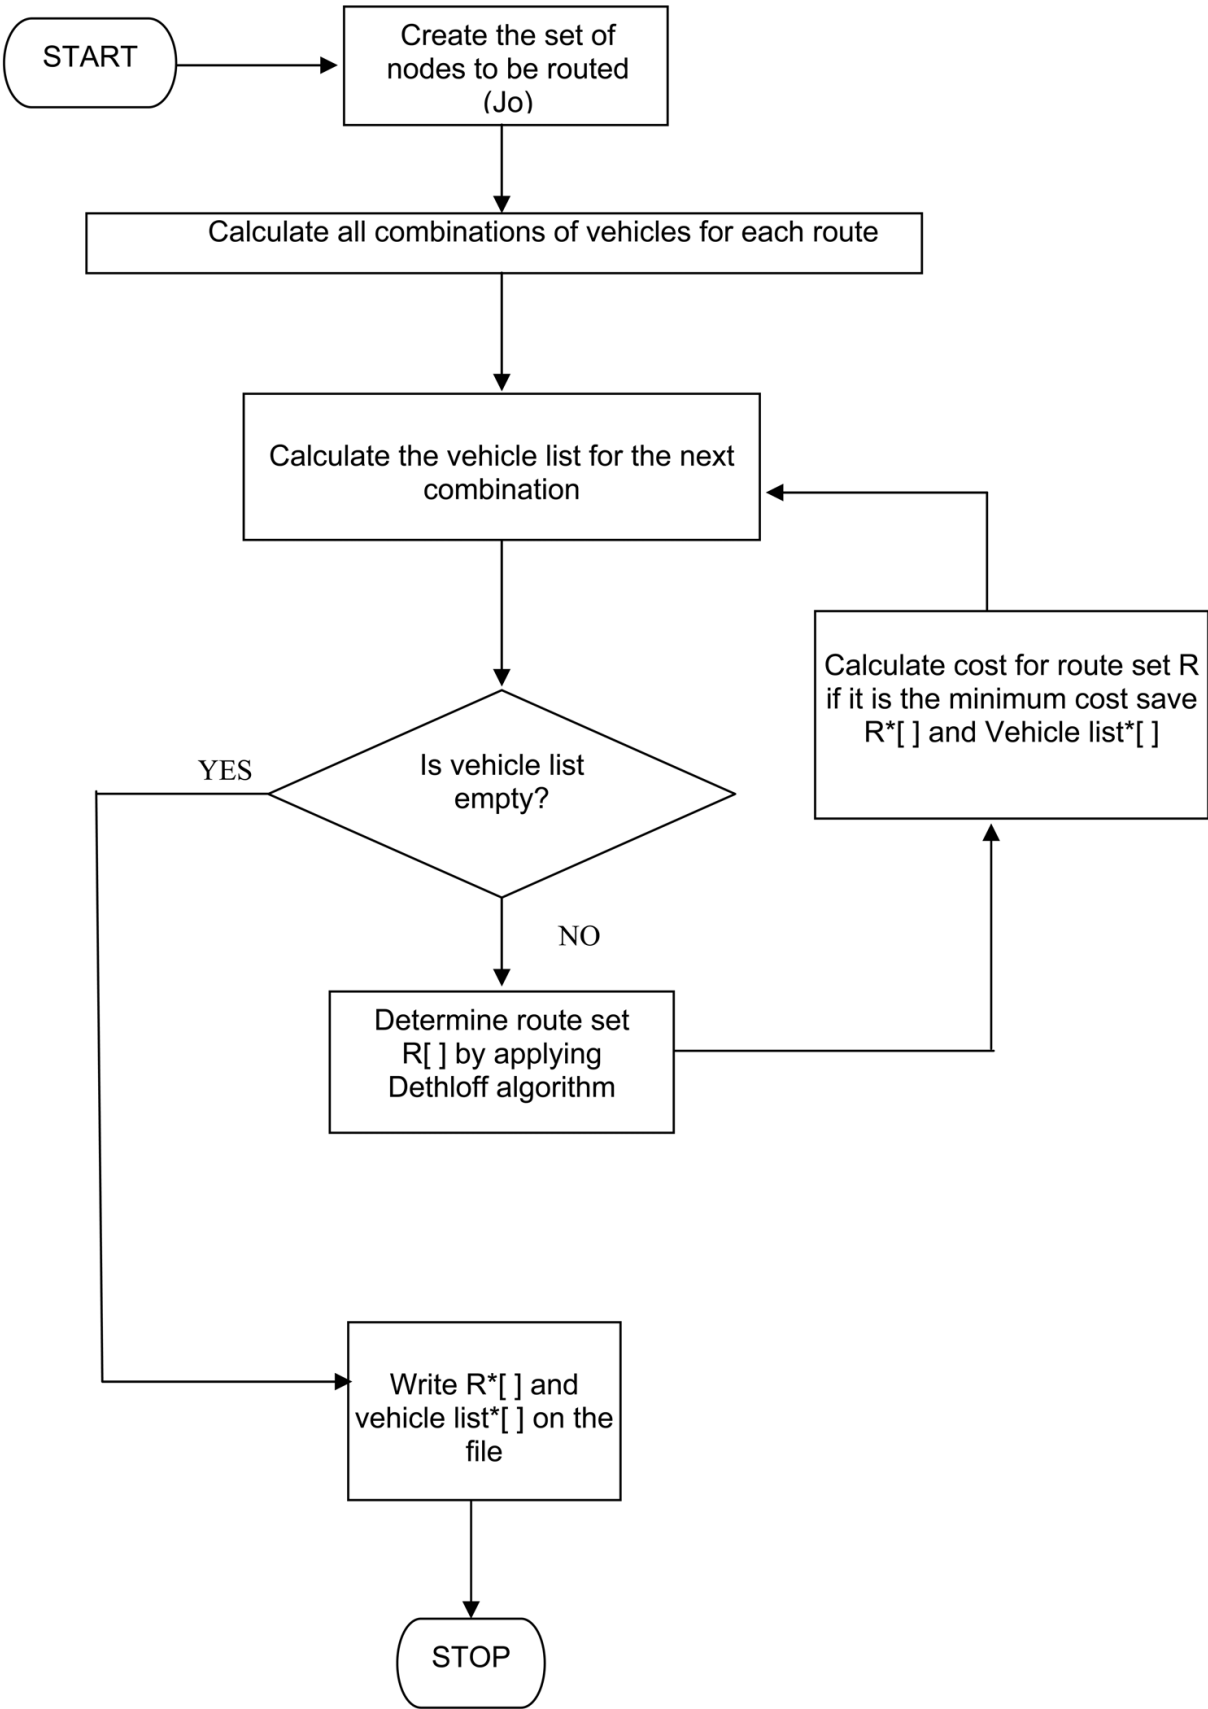 START
Create the set of
nodes to be routed
(Jo)
Calculate all combinations of vehicles for each route
Calculate the vehicle list for the next
combination
Calculate cost for route set R
if it is the minimum cost save
R*[ ] and Vehicle list*[ ]
Is vehicle list
empty?
YES
NO
Determine route set
R[ ] by applying
Dethloff algorithm
Write R*[ ] and
vehicle list*[ ] on the
file
STOP